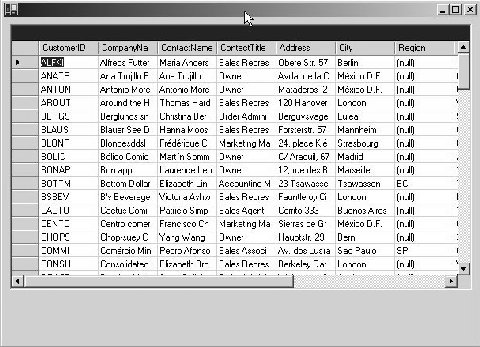 CustomerID CompanyNa ContactName ContactTitle Address City Region
ALFKI Alfreds Futter Maria Anders Sales Repres Obere Str. 57 Berlin (null)
ANATR Ana Trujillo E Ana Trujillo Owner Avda. de la C México D.F. (null)
ANTON Antonio More Antonio More Owner Mataderos 2 México D.F. (null)
AROUT Around the H Thomas Hard Sales Repres 120 Hanover London (null)
Berglunds sn Christina Ber Order Admini Berguvsväge Luleå (null)
BLAUS Blauer See D Hanna Moos Sales Repres Forsterstr. 57 Mannheim (null)
BLONP Blondesddsl Frédérique C Marketing Ma 24, place Klé Strasbourg (null)
BOLID Bólido Comic Martín Somm Owner C/ Araquil, 67 Madrid (null)
BONAP Bon app Laurence Leb Owner 12, rue des B Marseille (null)
BOTTM Bottom Dollar Elizabeth Lin Accounting M 23 Tsawasse Tsawassen BC
BSBEV B's Beverage Victoria Ashw Sales Repres Fauntleroy Ci London (null)
CACTU Cactus Comi Patricio Simp Sales Agent Cerrito 333 Buenos Aires (null)
CENTC Centro comer Francisco Ch Marketing Ma Sierras de Gr México D.F. (null)
CHOPS Chop-suey C Yang Wang Owner Hauptstr. 29 Bern (null)
COMMI Comércio Min Pedro Afonso Sales Associ Av. dos Lusía Sao Paulo SP
CONSH Consolidated Elizabeth Bro Sales Repres Berkeley Gar London (null)